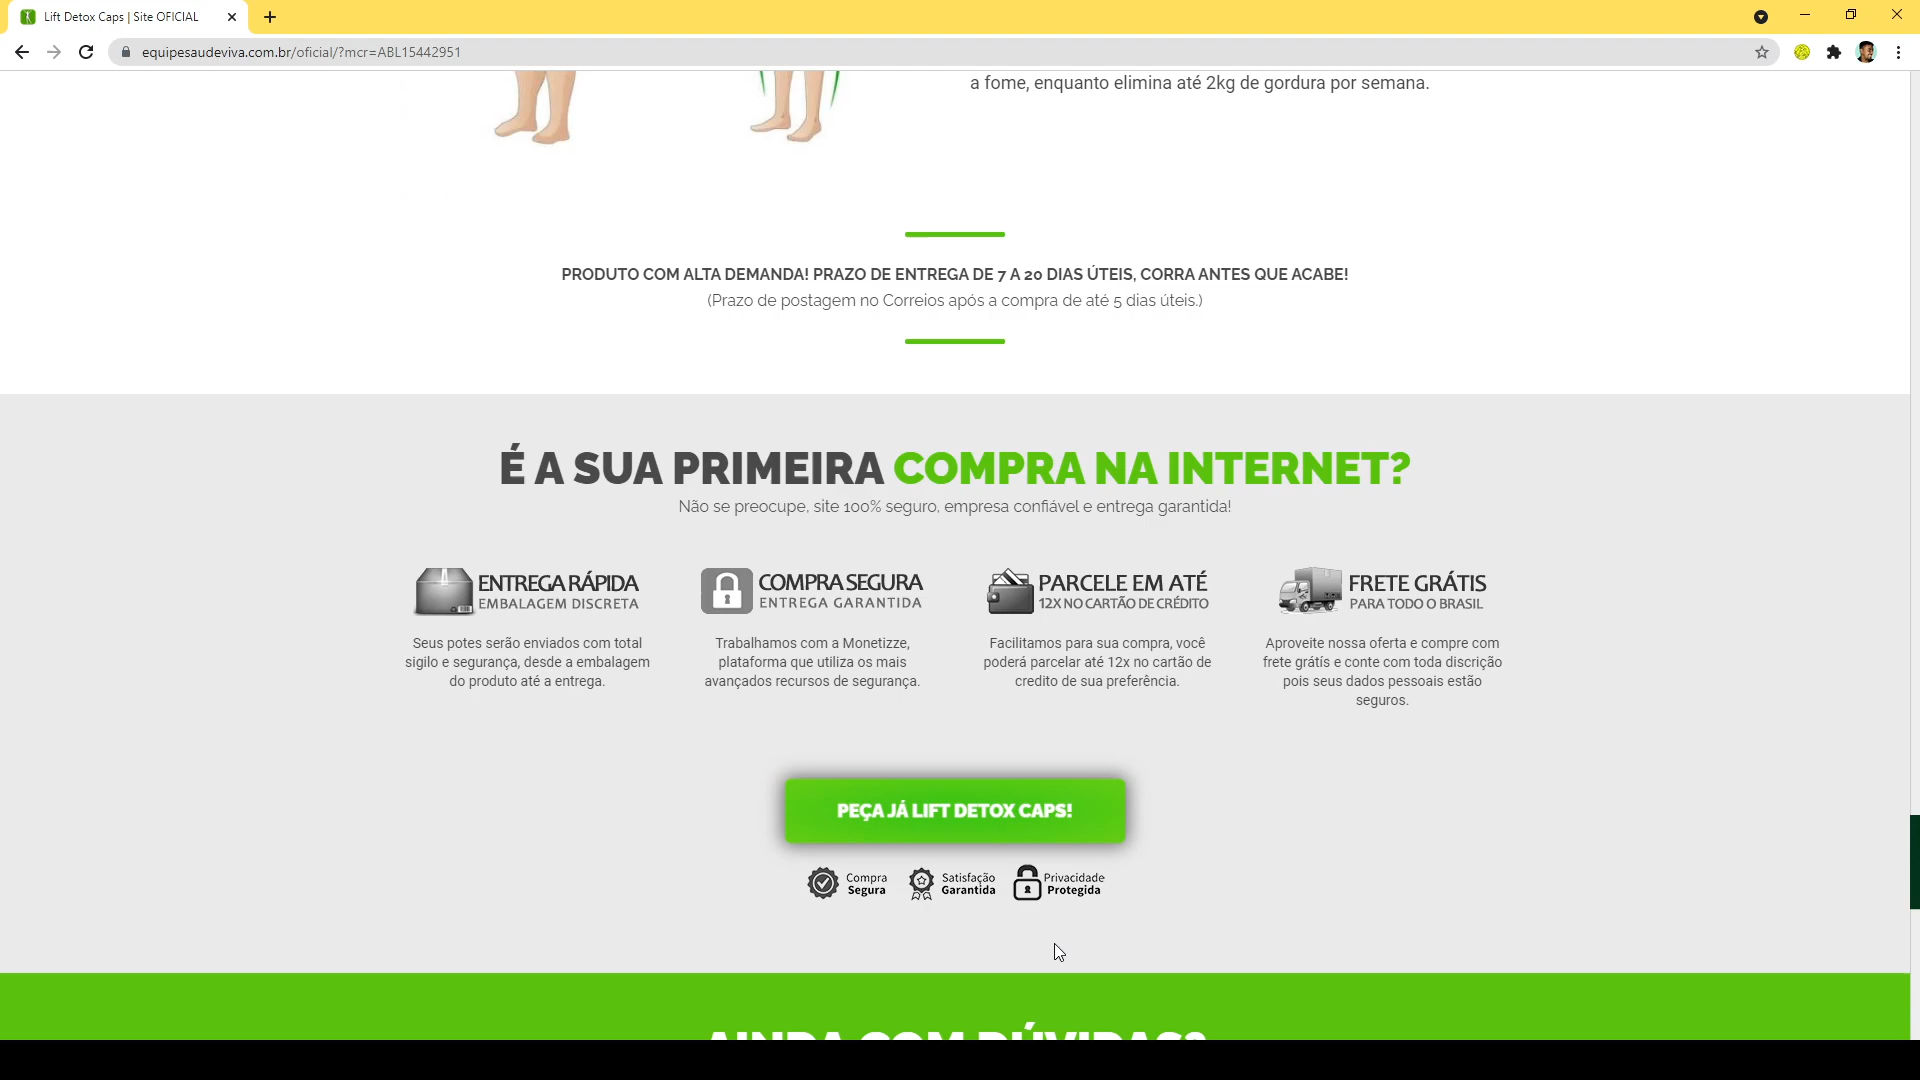 Lift Detox Caps | Site OFICIAL
equipesaudeviva.com.br/oficial/?mcr=ABL15442951
a fome, enquanto elimina até 2kg de gordura por semana.
PRODUTO COM ALTA DEMANDA! PRAZO DE ENTREGA DE 7 A 20 DIAS ÚTEIS, CORRA ANTES QUE ACABE!
(Prazo de postagem no Correios após a compra de até 5 dias úteis.)
É A SUA PRIMEIRA COMPRA NA INTERNET?
Não se preocupe, site 100% seguro, empresa confiável e entrega garantida!
ENTREGA RÁPIDA
EMBALAGEM DISCRETA
Seus potes serão enviados com total
sigilo e segurança, desde a embalagem
do produto até a entrega.
COMPRA SEGURA
ENTREGA GARANTIDA
Trabalhamos com a Monetizze,
plataforma que utiliza os mais
avançados recursos de segurança.
PARCELE EM ATÉ
12X NO CARTÃO DE CRÉDITO
Facilitamos para sua compra, você
poderá parcelar até 12x no cartão de
credito de sua preferência.
FRETE GRÁTIS
PARA TODO O BRASIL
Aproveite nossa oferta e compre com
frete grátís e conte com toda discrição
pois seus dados pessoais estão
seguros.
PEÇA JÁ LIFT DETOX CAPS!
Compra
Segura
Satisfação
Garantida
Privacidade
Protegida
AINDA COM DÚVIDAS?